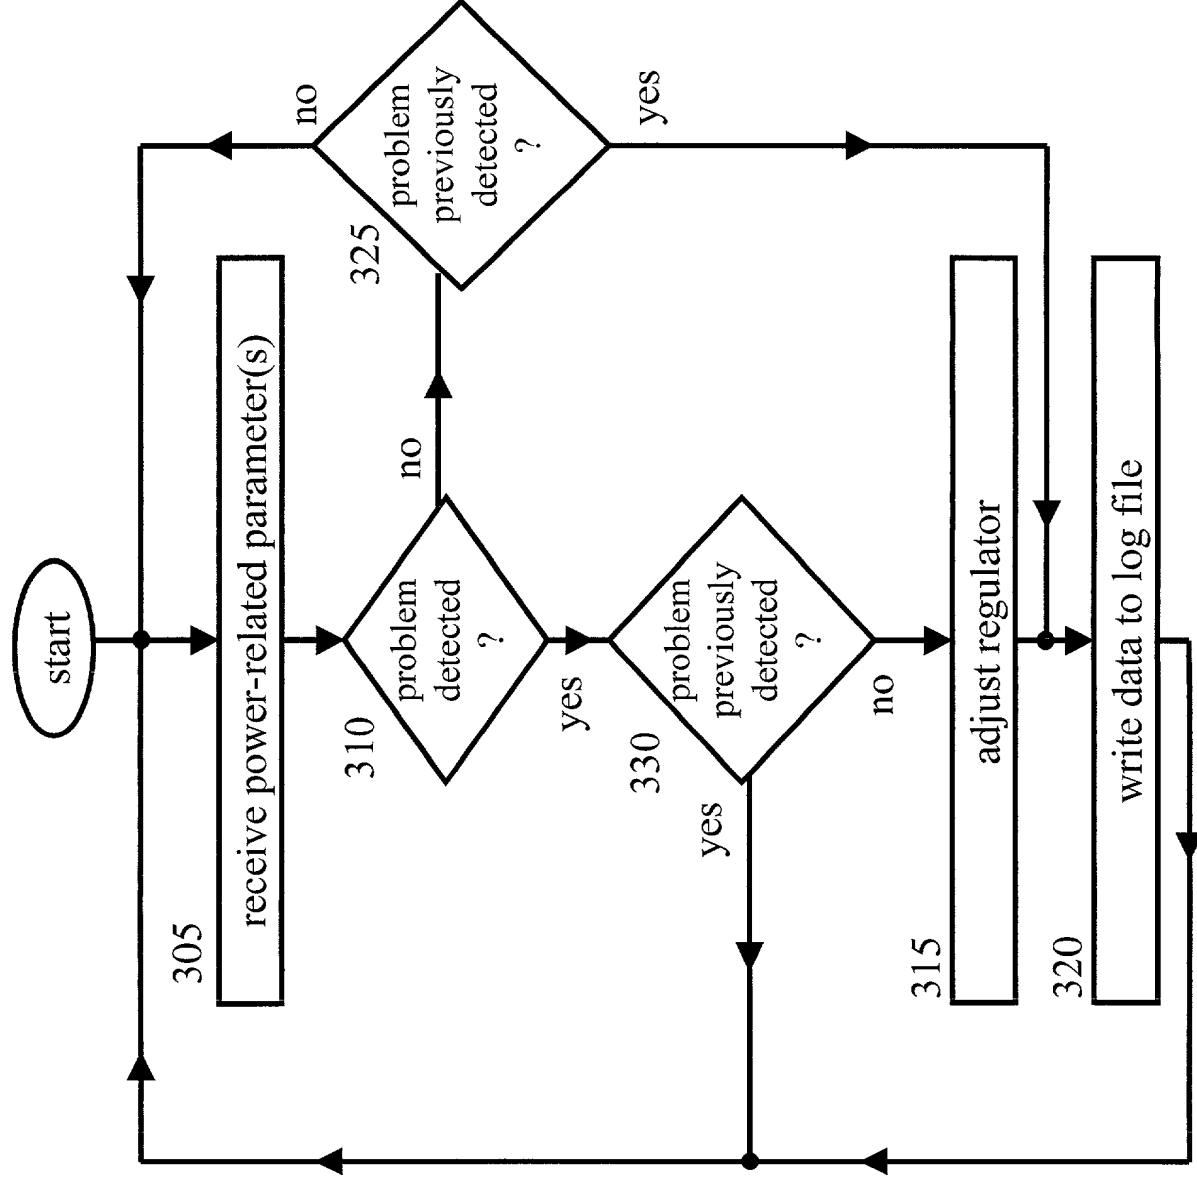 start
305
receive power-related parameter(s)
310
problem
detected
?
no
yes
325
problem
previously
detected
?
no
yes
330
problem
previously
detected
?
yes
no
315
adjust regulator
320
write data to log file